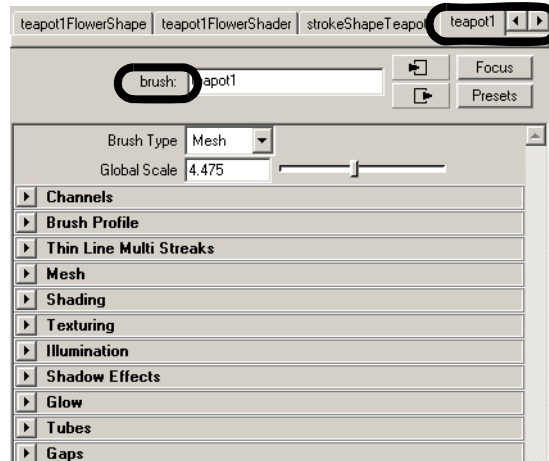 teapot1FlowerShape teapot1FlowerShader strokeShapeTeapot teapot1
brush: teapot1
Focus
Presets
Brush Type Mesh
Global Scale 4.475
Channels
Brush Profile
Thin Line Multi Streaks
Mesh
Shading
Texturing
Illumination
Shadow Effects
Glow
Tubes
Gaps